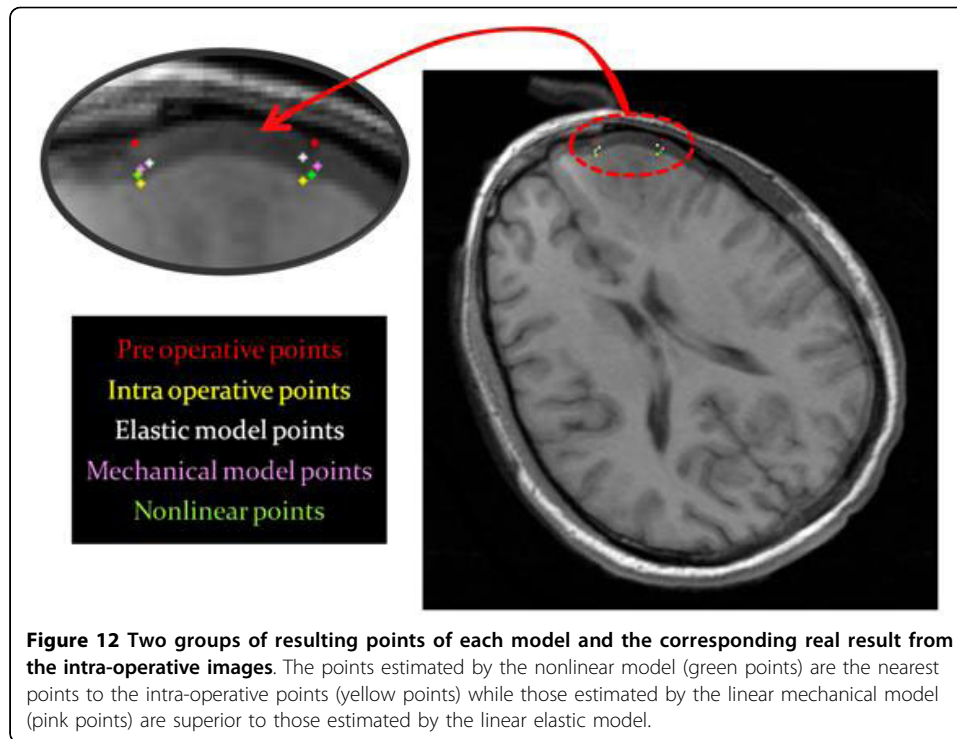 Pre operative points
Intra operative points
Elastic model points
Mechanical model points
Nonlinear points
Figure 12 Two groups of resulting points of each model and the corresponding real result from
the intra-operative images. The points estimated by the nonlinear model (green points) are the nearest
points to the intra-operative points (yellow points) while those estimated by the linear mechanical model
(pink points) are superior to those estimated by the linear elastic model.